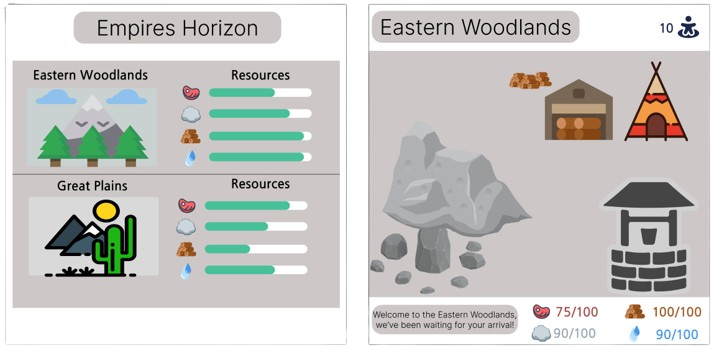 Empires Horizon
Eastern Woodlands
Resources
Great Plains
Resources
Eastern Woodlands
10
Welcome to the Eastern Woodlands,
we've been waiting for your arrival!
75/100
100/100
90/100
90/100